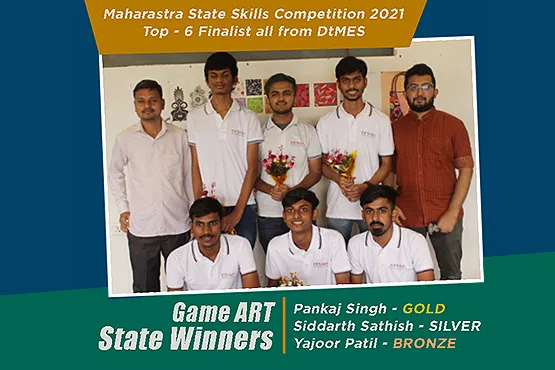 Maharastra State Skills Competition 2021
Top - 6 Finalist all from DtMES
Game ART
State Winners
Pankaj Singh - GOLD
Siddarth Sathish - SILVER
Yajoor Patil - BRONZE